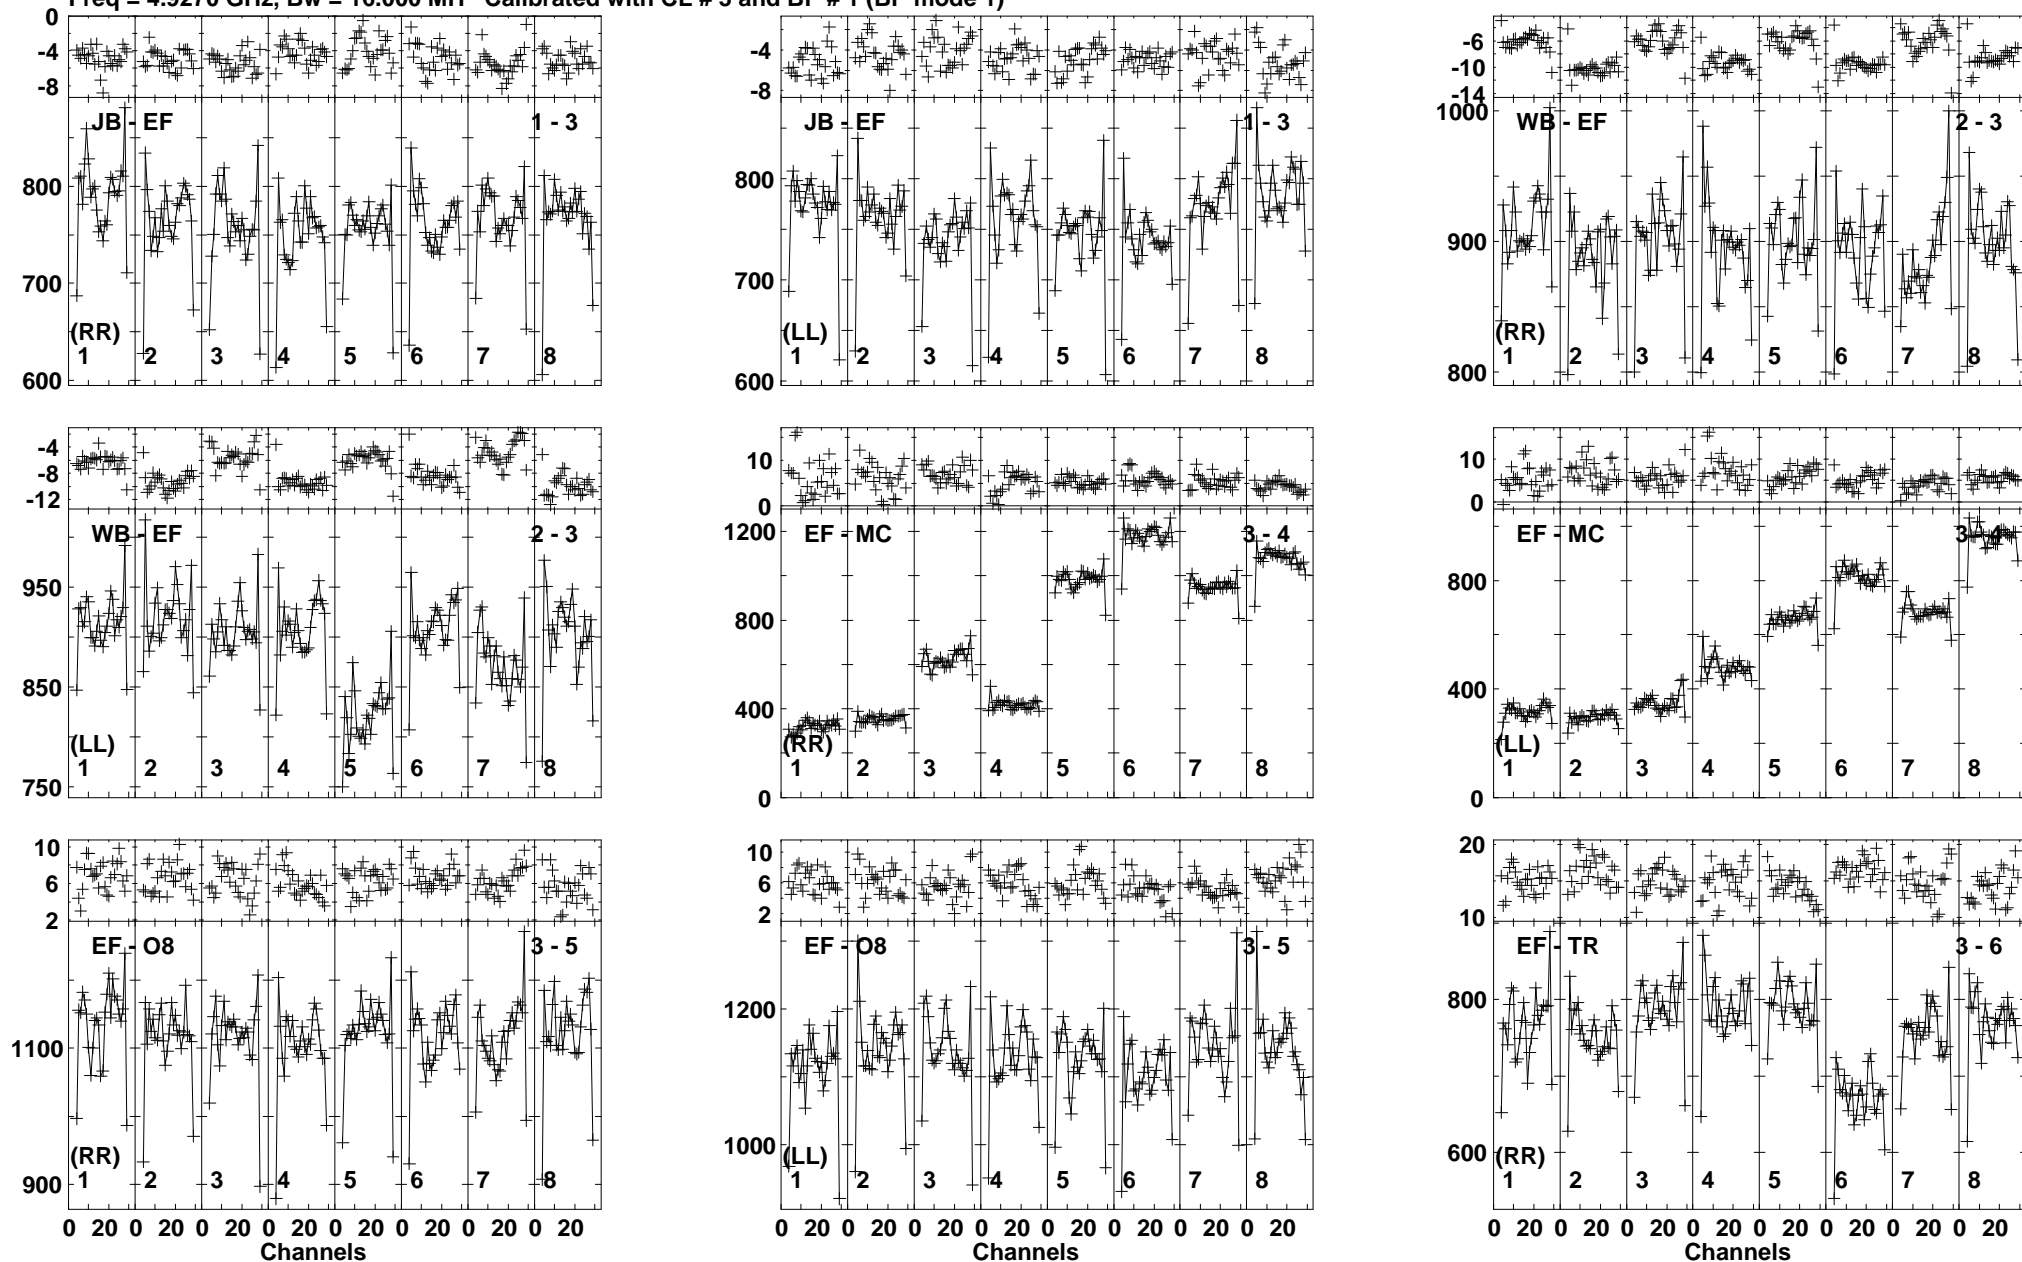 Freq = 4.9270 GHz, Bw = 16.000 MH Calibrated with CL # 3 and BP # 1 (BP mode 1)
0
-4
-8
JB - EF 1 - 3
800
700
600
(RR)
1 2 3 4 5 6 7 8
-4
-8
JB - EF 1 - 3
800
700
600
(LL)
1 2 3 4 5 6 7 8
-6
-10
-14
1000
WB - EF 2 - 3
900
800
(RR)
1 2 3 4 5 6 7 8
-4
-8
-12
WB - EF 2 - 3
950
850
750
(LL)
1 2 3 4 5 6 7 8
10
0
EF - MC 3 - 4
1200
800
400
0
(RR)
1 2 3 4 5 6 7 8
10
0
EF - MC 3 - 4
800
400
0
(LL)
1 2 3 4 5 6 7 8
10
6
2
EF - O8 3 - 5
1100
900
(RR)
1 2 3 4 5 6 7 8
0 20 0 20 0 20 0 20 0 20 0 20 0 20 0 20
Channels
10
6
2
EF - O8 3 - 5
1200
1000
(LL)
1 2 3 4 5 6 7 8
0 20 0 20 0 20 0 20 0 20 0 20 0 20 0 20
Channels
20
10
EF - TR 3 - 6
800
600
(RR)
1 2 3 4 5 6 7 8
0 20 0 20 0 20 0 20 0 20 0 20 0 20 0 20
Channels